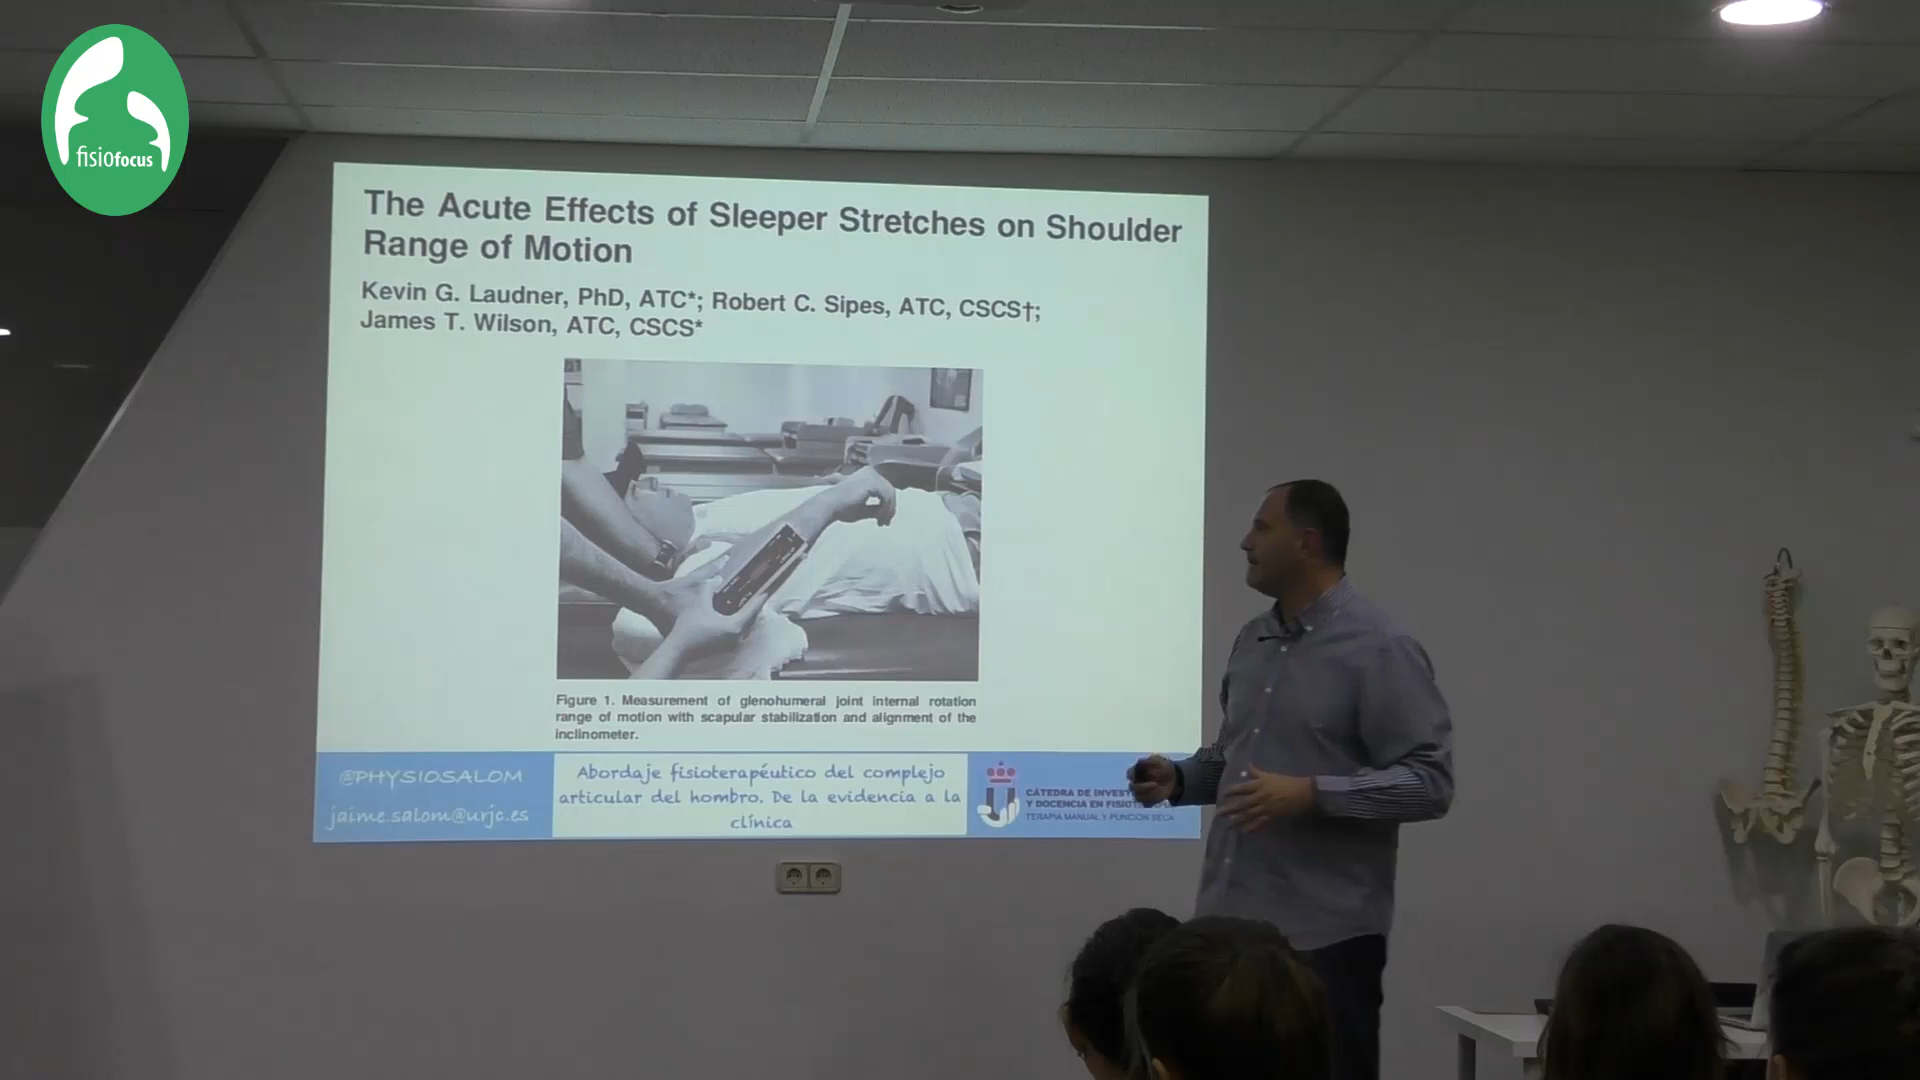 fisiofocus
The Acute Effects of Sleeper Stretches on Shoulder
Range of Motion
Kevin G. Laudner, PhD, ATC*; Robert C. Sipes, ATC, CSCS†;
James T. Wilson, ATC, CSCS*
Figure 1. Measurement of glenohumeral joint internal rotation
range of motion with scapular stabilization and alignment of the
inclinometer.
@PHYSIOSALOM
jaime.salom@urjc.es
Abordaje fisioterapéutico del complejo
articular del hombro. De la evidencia a la
clínica
CÁTEDRA DE
Y DOCENCIA EN
TERAPIA MANUAL Y PUNCIÓN SECA